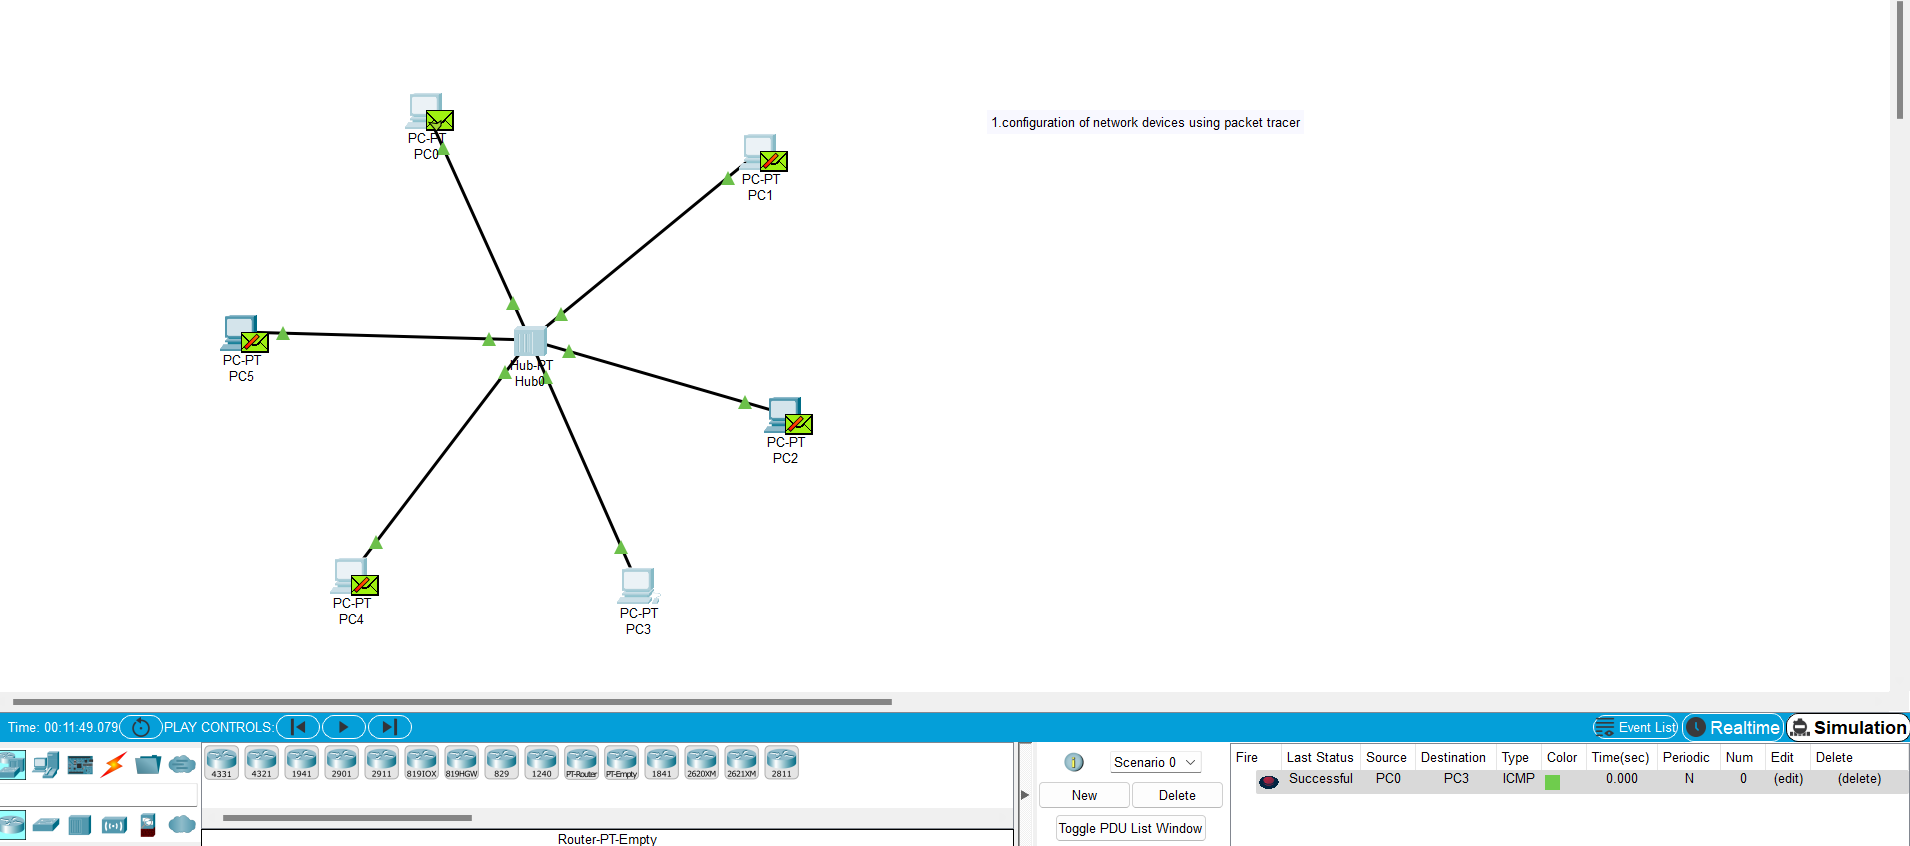 1.configuration of network devices using packet tracer
PC-PT
PC0
PC-PT
PC1
PC-PT
PC5
Hub-PT
Hub0
PC-PT
PC2
PC-PT
PC4
PC-PT
PC3
Time: 00:11:49.079 PLAY CONTROLS: Event List Realtime Simulation
4331 4321 1941 2901 2911 819IOX 819HGW 829 1240 PT-Router PT-Empty 1841 2620XM 2621XM 2811
Router-PT-Empty
Scenario 0
New Delete
Toggle PDU List Window
Fire Last Status Source Destination Type Color Time(sec) Periodic Num Edit Delete
Successful PC0 PC3 ICMP 0.000 N 0 (edit) (delete)